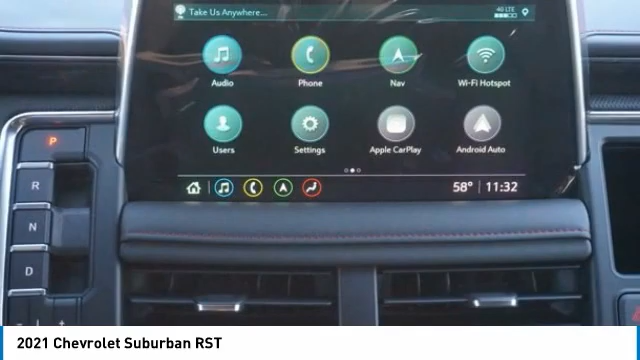 Take Us Anywhere...
4G LTE
Audio
Phone
Nav
Wi-Fi Hotspot
Users
Settings
Apple CarPlay
Android Auto
58° 11:32
P
R
N
D
2021 Chevrolet Suburban RST